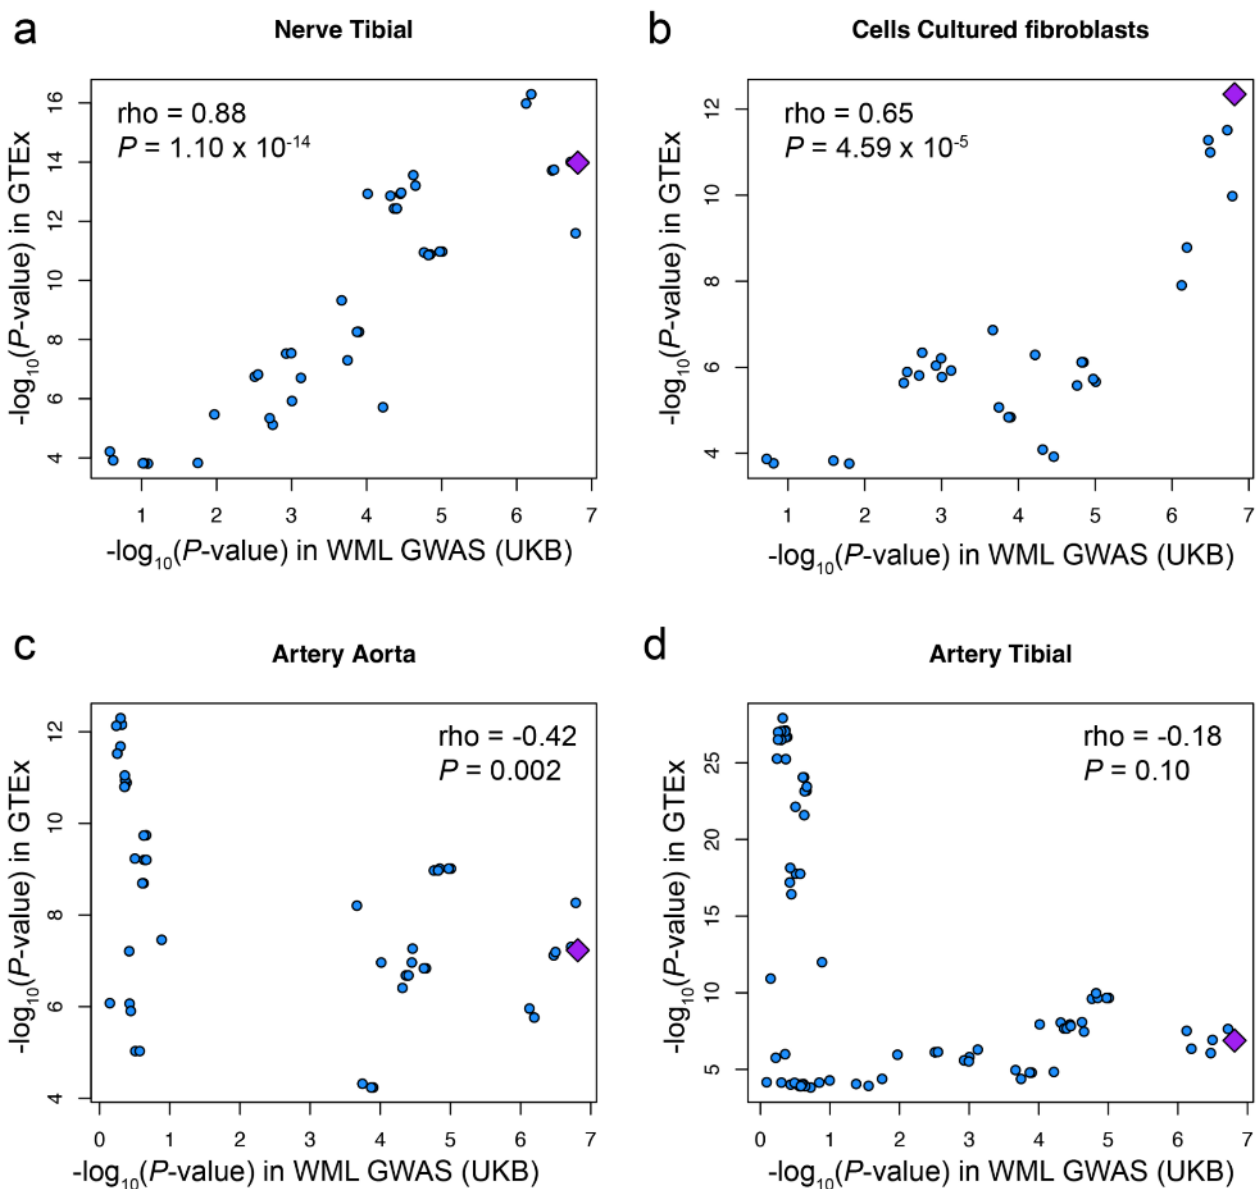 a
Nerve Tibial
rho = 0.88
P = 1.10 x 10⁻¹⁴
16
14
12
10
8
6
4
-log₁₀(P-value) in GTEx
1 2 3 4 5 6 7
-log₁₀(P-value) in WML GWAS (UKB)
b
Cells Cultured fibroblasts
rho = 0.65
P = 4.59 x 10⁻⁵
12
10
8
6
4
-log₁₀(P-value) in GTEx
1 2 3 4 5 6 7
-log₁₀(P-value) in WML GWAS (UKB)
c
Artery Aorta
rho = -0.42
P = 0.002
12
10
8
6
4
-log₁₀(P-value) in GTEx
0 1 2 3 4 5 6 7
-log₁₀(P-value) in WML GWAS (UKB)
d
Artery Tibial
rho = -0.18
P = 0.10
25
20
15
10
5
-log₁₀(P-value) in GTEx
0 1 2 3 4 5 6 7
-log₁₀(P-value) in WML GWAS (UKB)